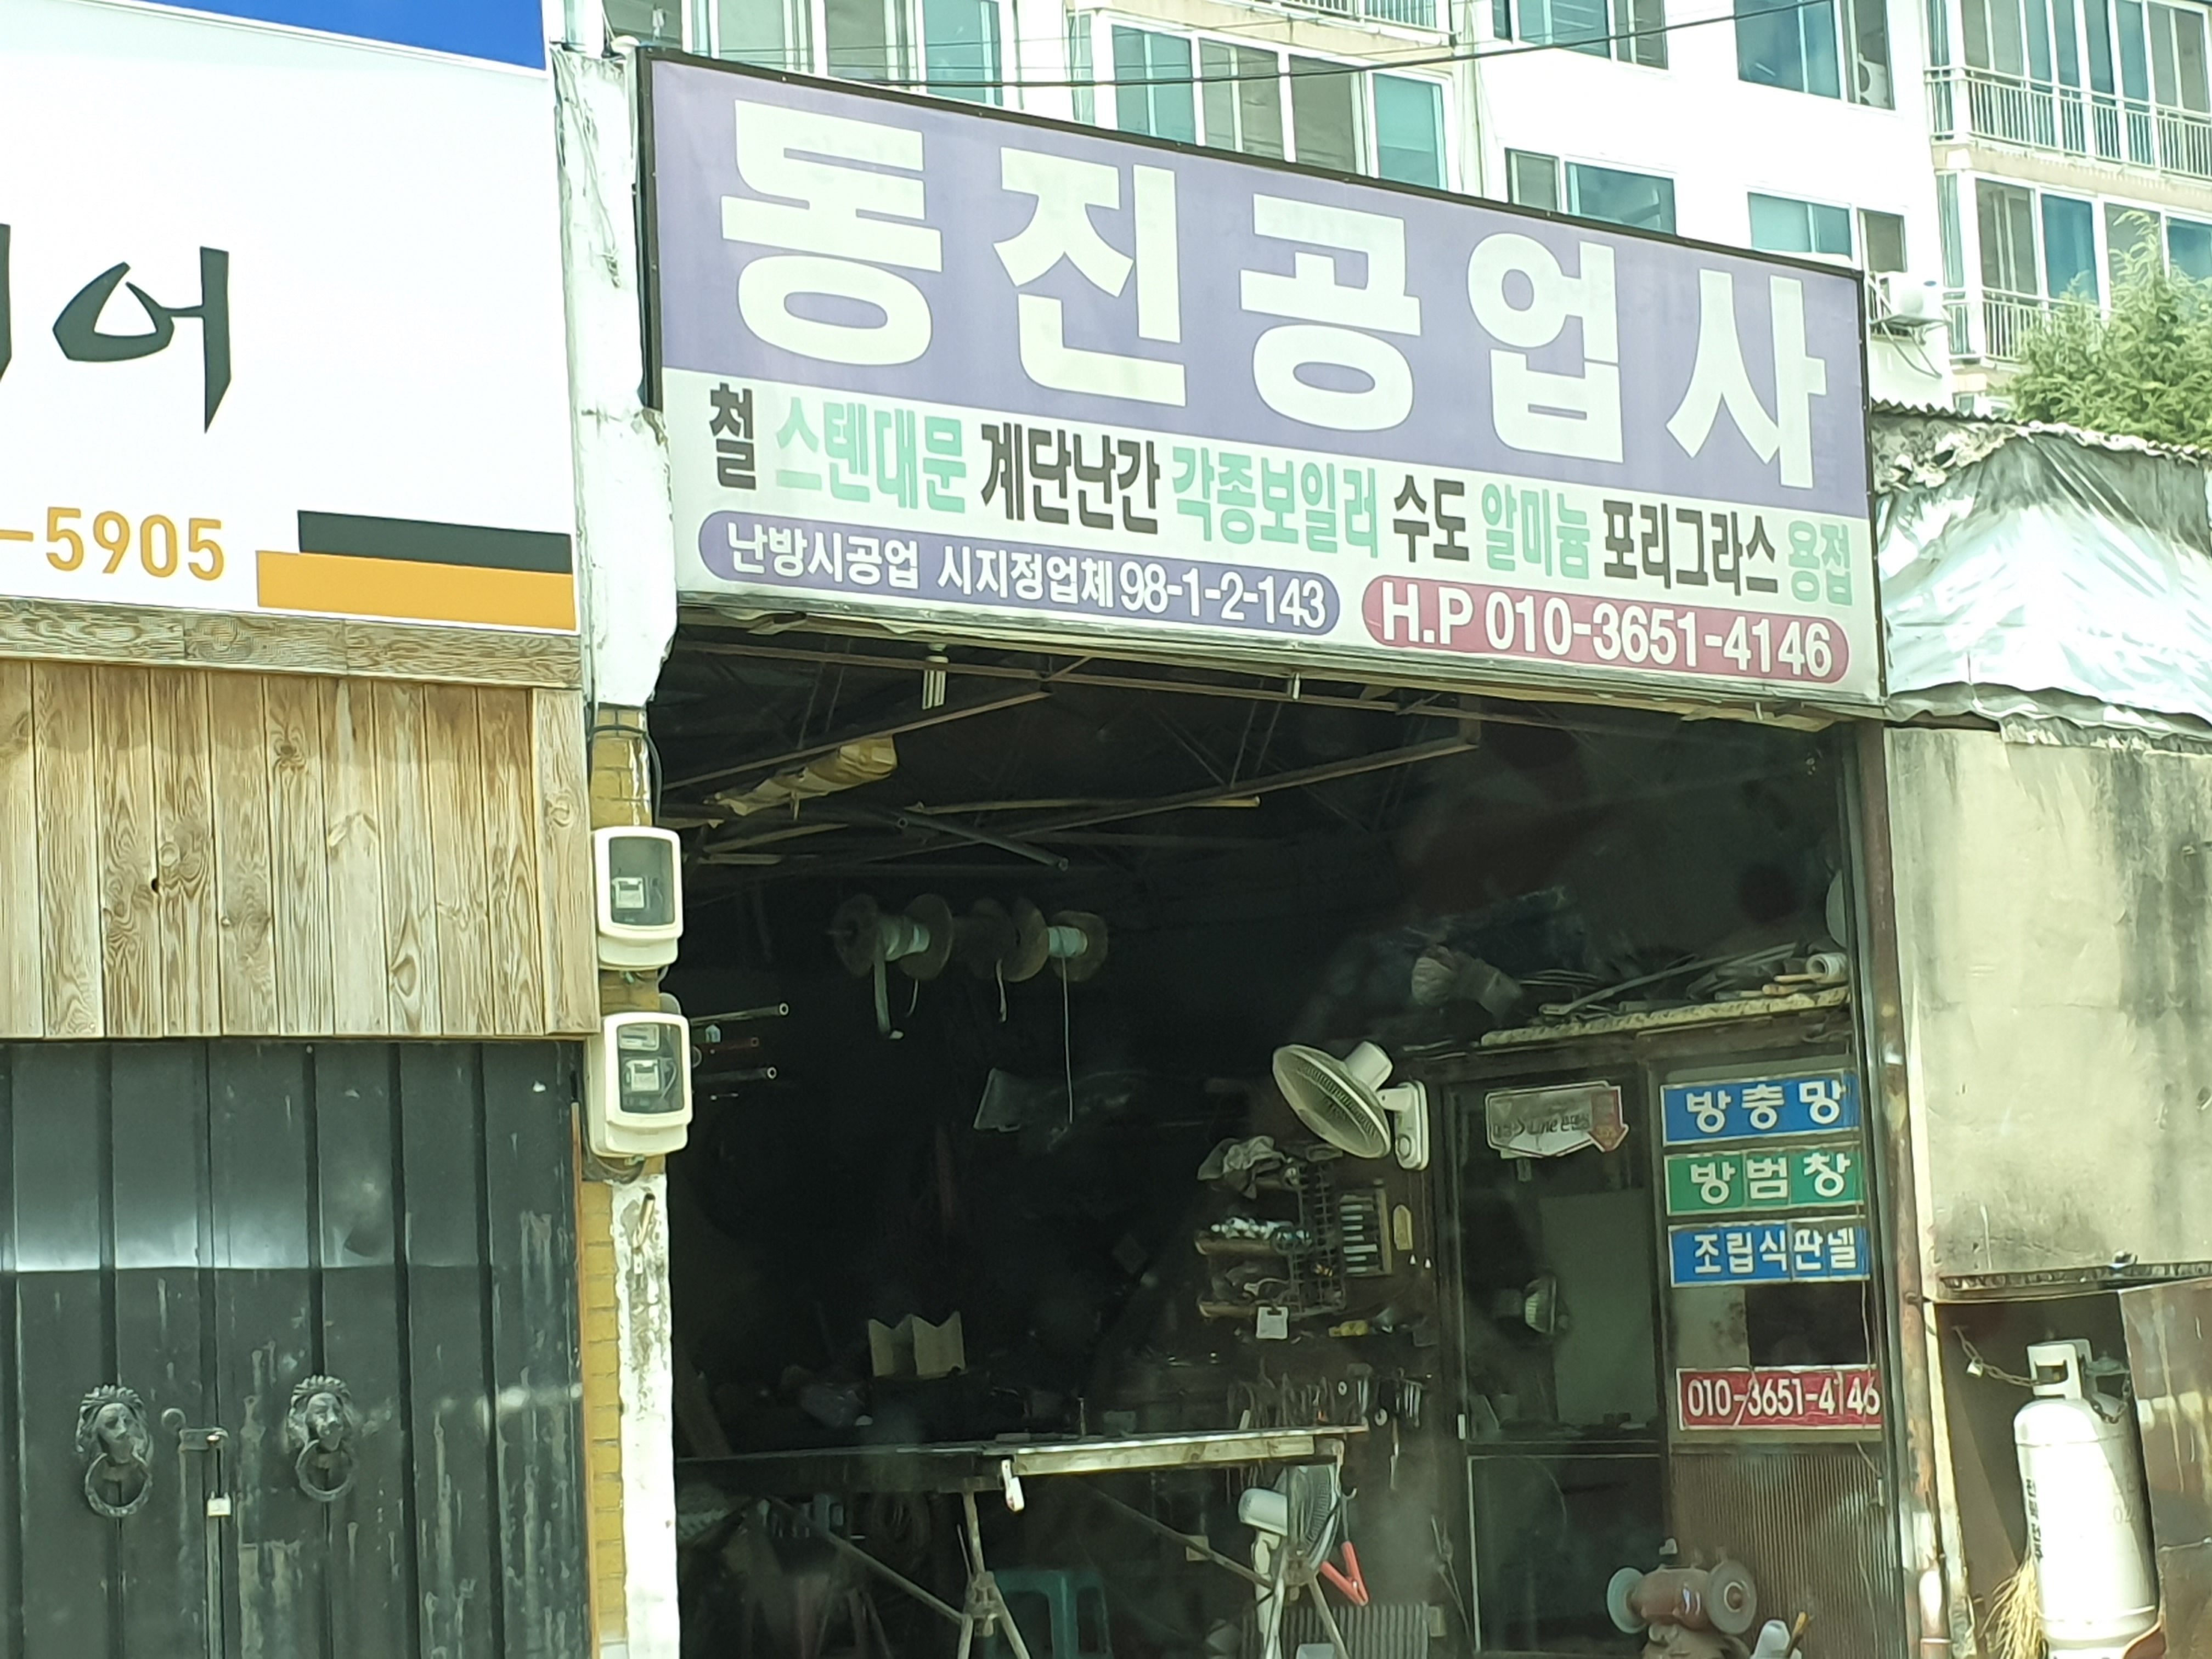 어
-5905
동진공업사
철 스텐대문 계단난간 각종보일러 수도 알미늄 포리그라스 용접
난방시공업 시지정업체 98-1-2-143
H.P 010-3651-4146
방충망
방범창
조립식판넬
010-3651-4146